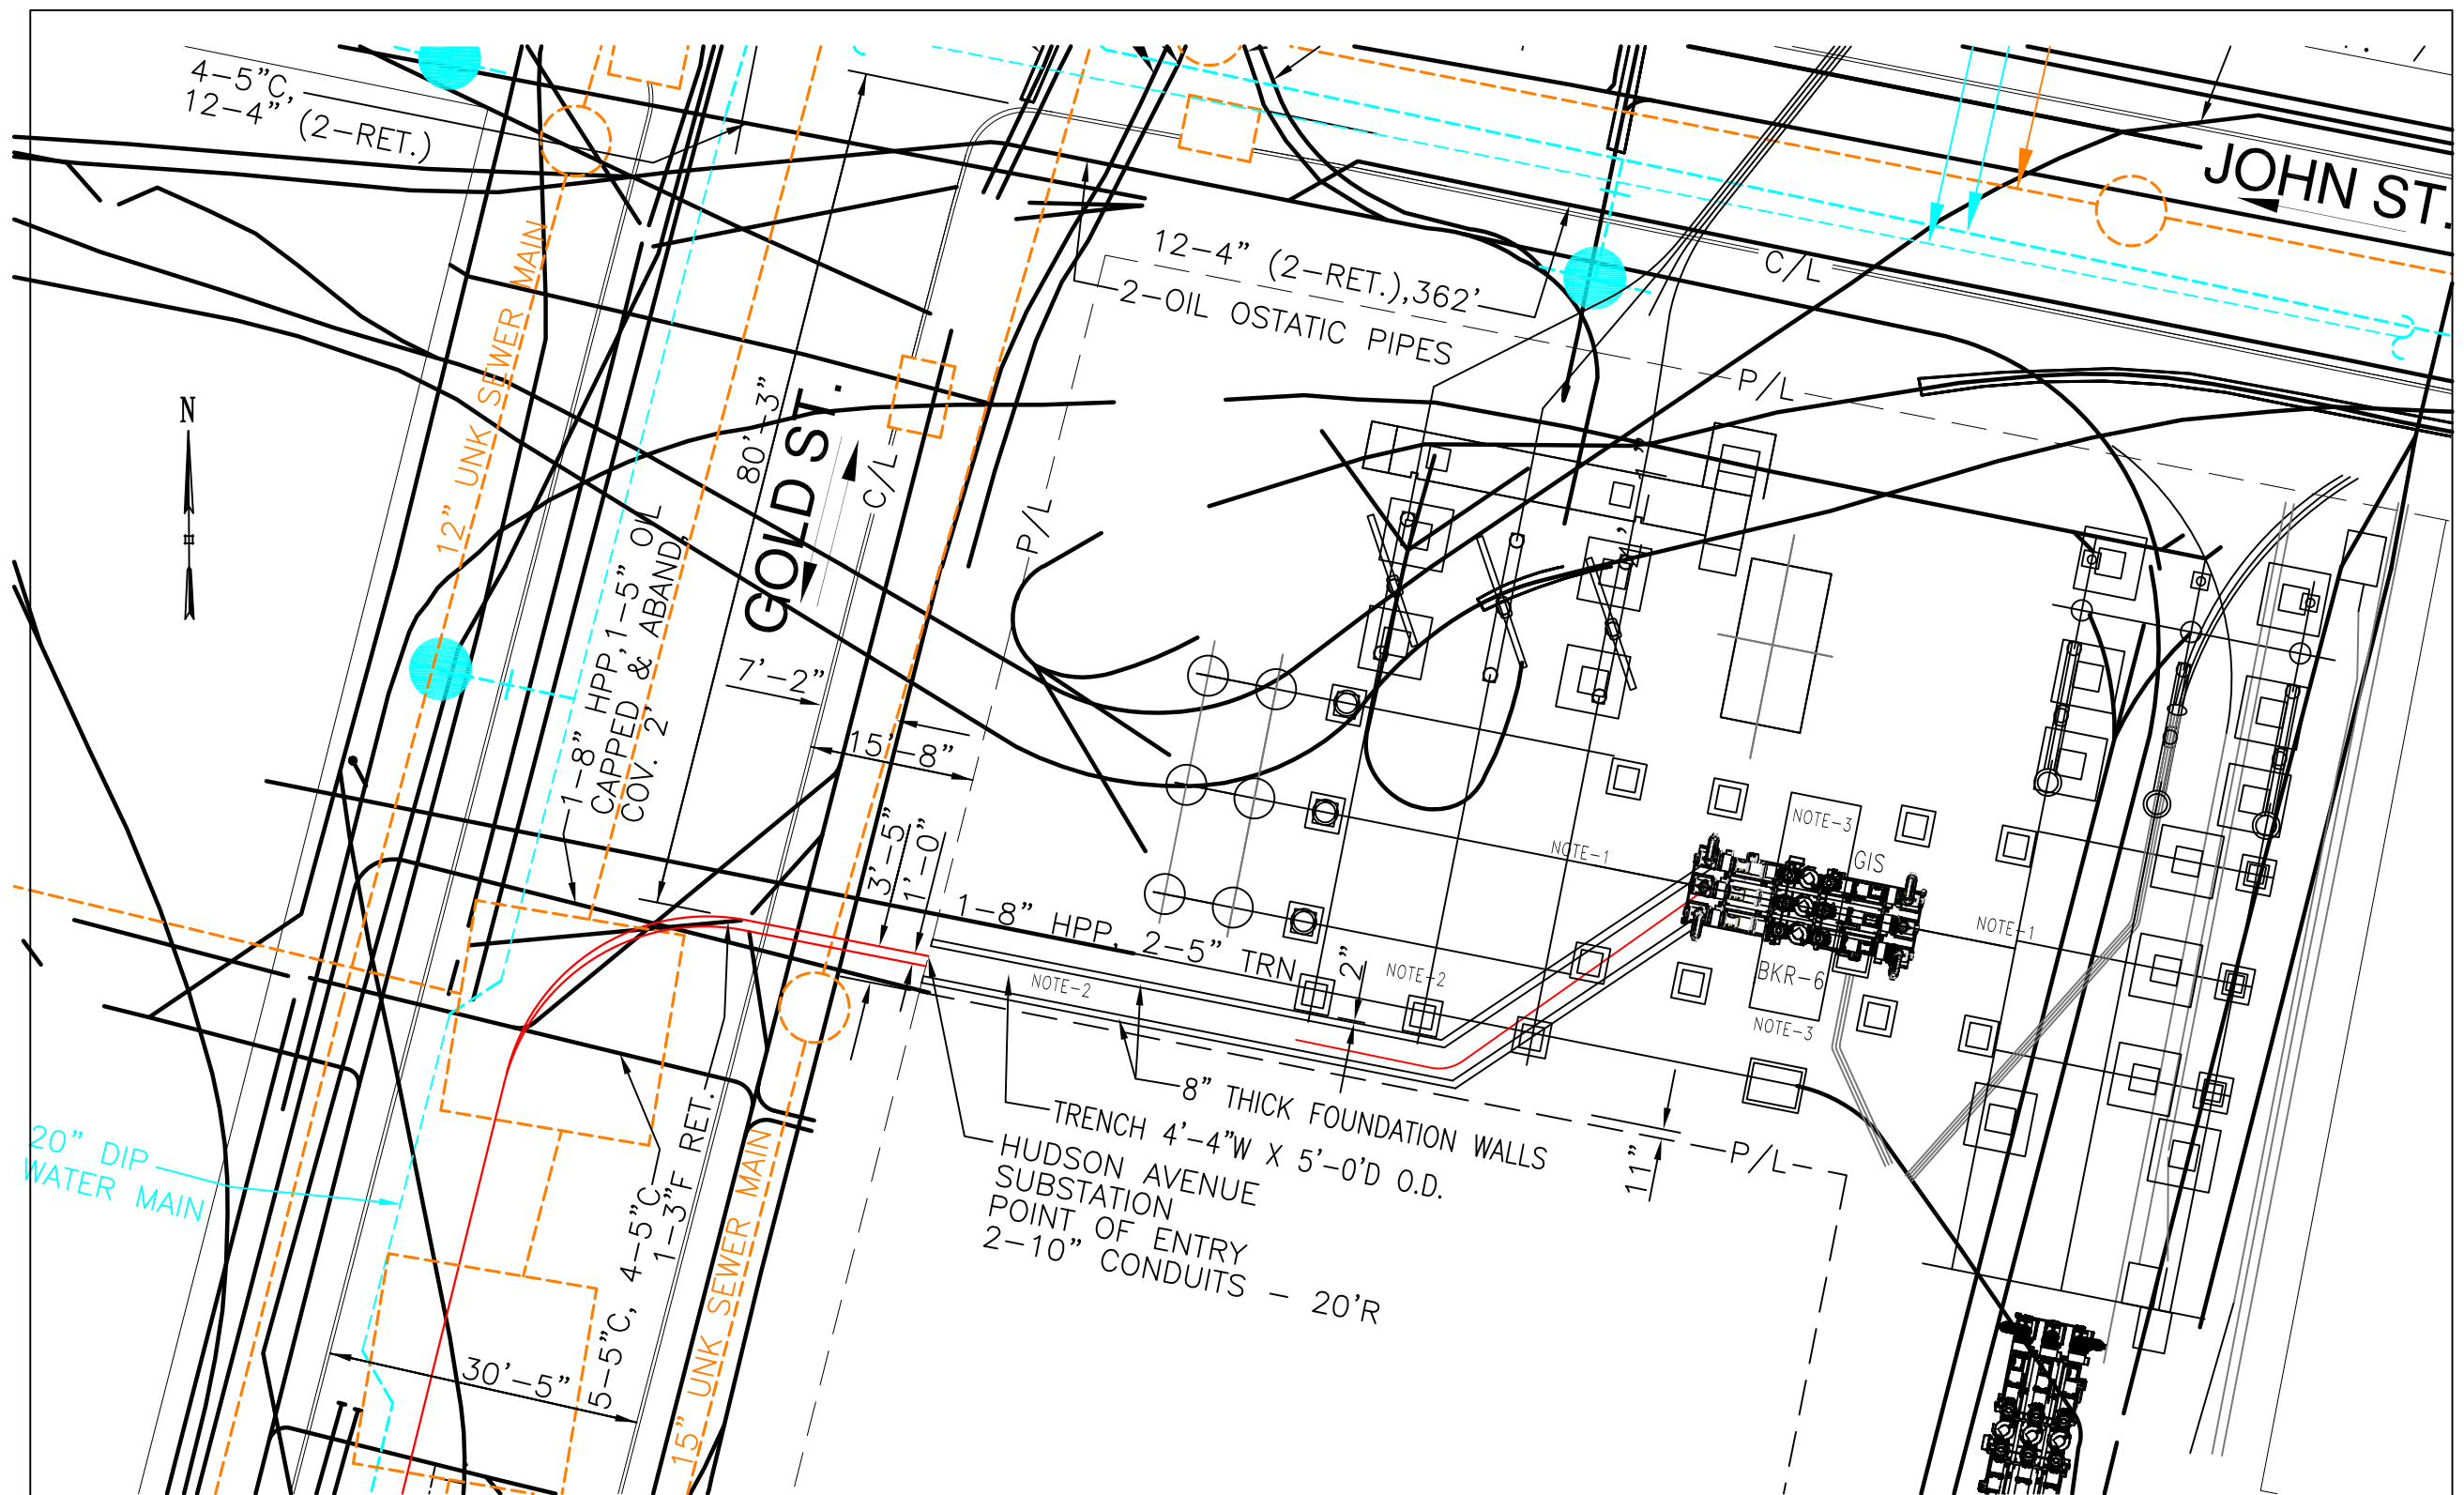 4-5"C,
12-4" (2-RET.)
JOHN ST.
12-4" (2-RET.),362'
2-OIL OSTATIC PIPES
C/L
P/L
N
12" UNK SEWER MAIN
1-8" HPP,1-5" OIL
CAPPED & ABAND,
COV. 2'
80'-3"
GOLD ST.
C/L
P/L
7'-2"
15'-8"
3'-5"
1'-0"
1-8" HPP, 2-5" TRN
NOTE-1
NOTE-3
GIS
NOTE-1
BKR-6
NOTE-3
NOTE-2
NOTE-2
2"
8" THICK FOUNDATION WALLS
TRENCH 4'-4"W X 5'-0'D O.D.
HUDSON AVENUE
SUBSTATION
POINT OF ENTRY
2-10" CONDUITS - 20'R
11"
P/L
20" DIP
WATER MAIN
5-5"C, 4-5"C
1-3"F RET.
30'-5"
15" UNK SEWER MAIN